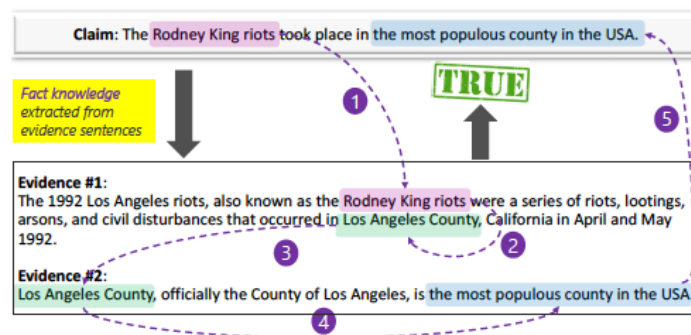 Claim: The Rodney King riots took place in the most populous county in the USA.
Fact knowledge
extracted from
evidence sentences
TRUE
1
5
Evidence #1:
The 1992 Los Angeles riots, also known as the Rodney King riots were a series of riots, lootings,
arsons, and civil disturbances that occurred in Los Angeles County, California in April and May
1992.
2
3
Evidence #2:
Los Angeles County, officially the County of Los Angeles, is the most populous county in the USA.
4